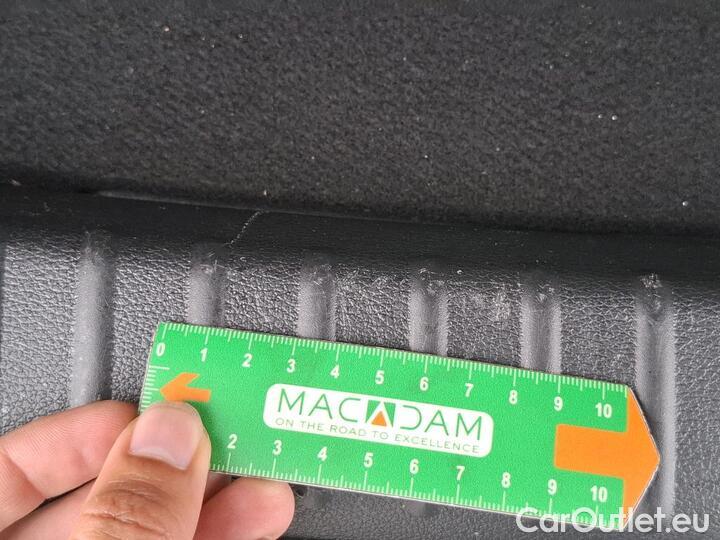 0 1 2 3 4 5 6 7 8 9 10
MACADAM
ON THE ROAD TO EXCELLENCE
2 3 4 5 6 7 8 9 10
CarOutlet.eu